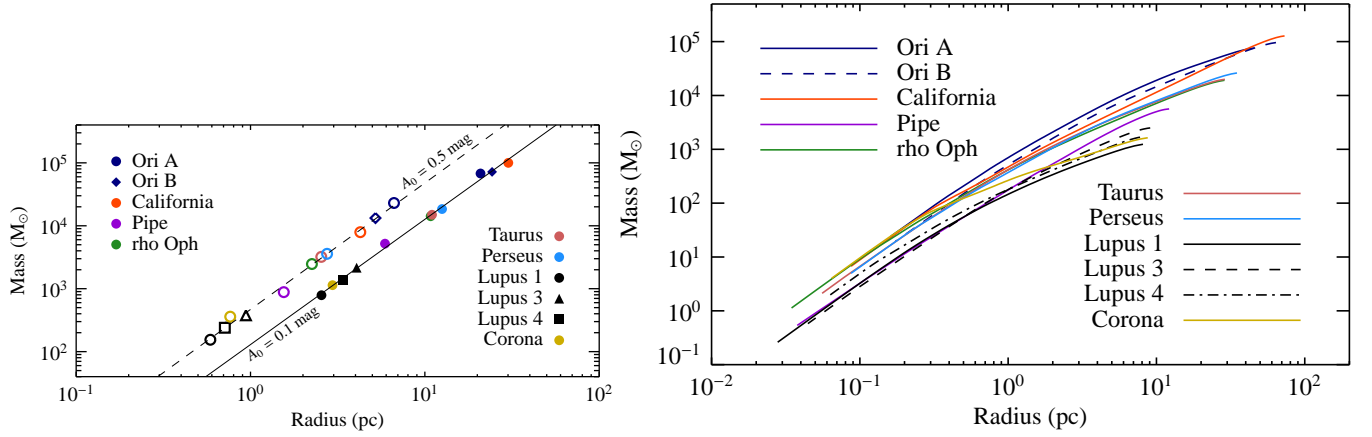 10^5
10^4
10^3
10^2
Mass (M⊙)
Ori A
Ori B
California
Pipe
rho Oph
A0 = 0.5 mag
A0 = 0.1 mag
Taurus
Perseus
Lupus 1
Lupus 3
Lupus 4
Corona
10^-1
10^0
10^1
10^2
Radius (pc)
10^5
10^4
10^3
10^2
10^1
10^0
10^-1
Mass (M⊙)
Ori A
Ori B
California
Pipe
rho Oph
Taurus
Perseus
Lupus 1
Lupus 3
Lupus 4
Corona
10^-2
10^-1
10^0
10^1
10^2
Radius (pc)